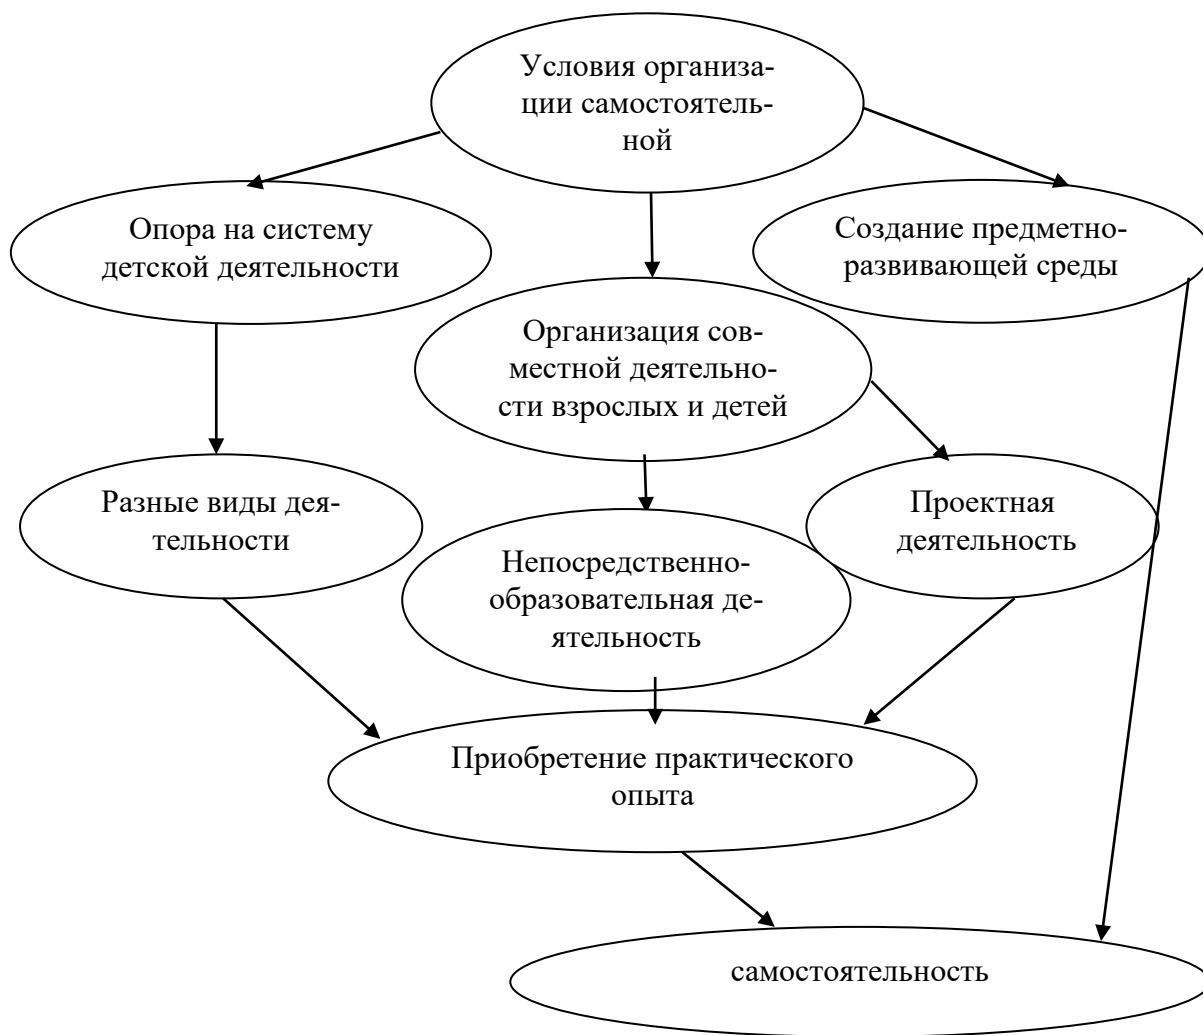 Условия организа-
ции самостоятель-
ной
Опора на систему
детской деятельности
Создание предметно-
развивающей среды
Организация сов-
местной деятельно-
сти взрослых и детей
Разные виды дея-
тельности
Проектная
деятельность
Непосредственно-
образовательная де-
ятельность
Приобретение практического
опыта
самостоятельность